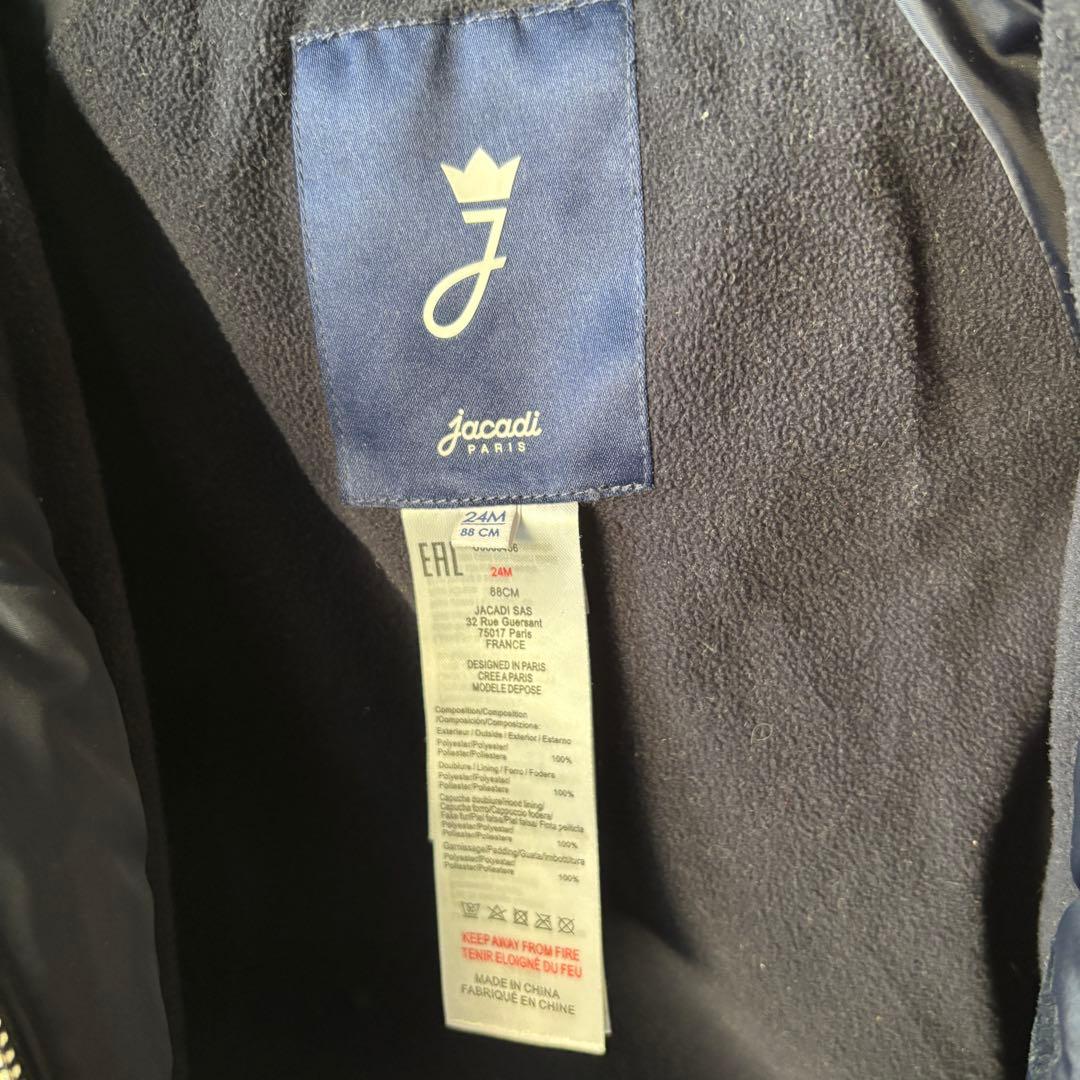 J
jacadi
PARIS
24M
88 CM
EAC
24M
88CM
JACADI SAS
32 Rue Guersant
75017 Paris
FRANCE
DESIGNED IN PARIS
CREE A PARIS
MODELE DEPOSE
Composition/Composition
/Composición/Composizione:
Exterieur / Outside / Exterior / Esterno
Polyester/Polyester/
Poliester/Poliestere 100%
Doublure / Lining / Forro / Fodera
Polyester/Polyester/
Poliester/Poliestere 100%
Capuche doublure/Hood lining/
Capucha forro/Cappuccio fodera/
Fake fur/Piel falsa/Piel falsa/ Finta pelliccia
Polyester/Polyester/
Poliester/Poliestere 100%
Garnissage/Padding/Guata/Imbottitura
Polyester/Polyester/
Poliester/Poliestere 100%
KEEP AWAY FROM FIRE
TENIR ELOIGNÉ DU FEU
MADE IN CHINA
FABRIQUÉ EN CHINE